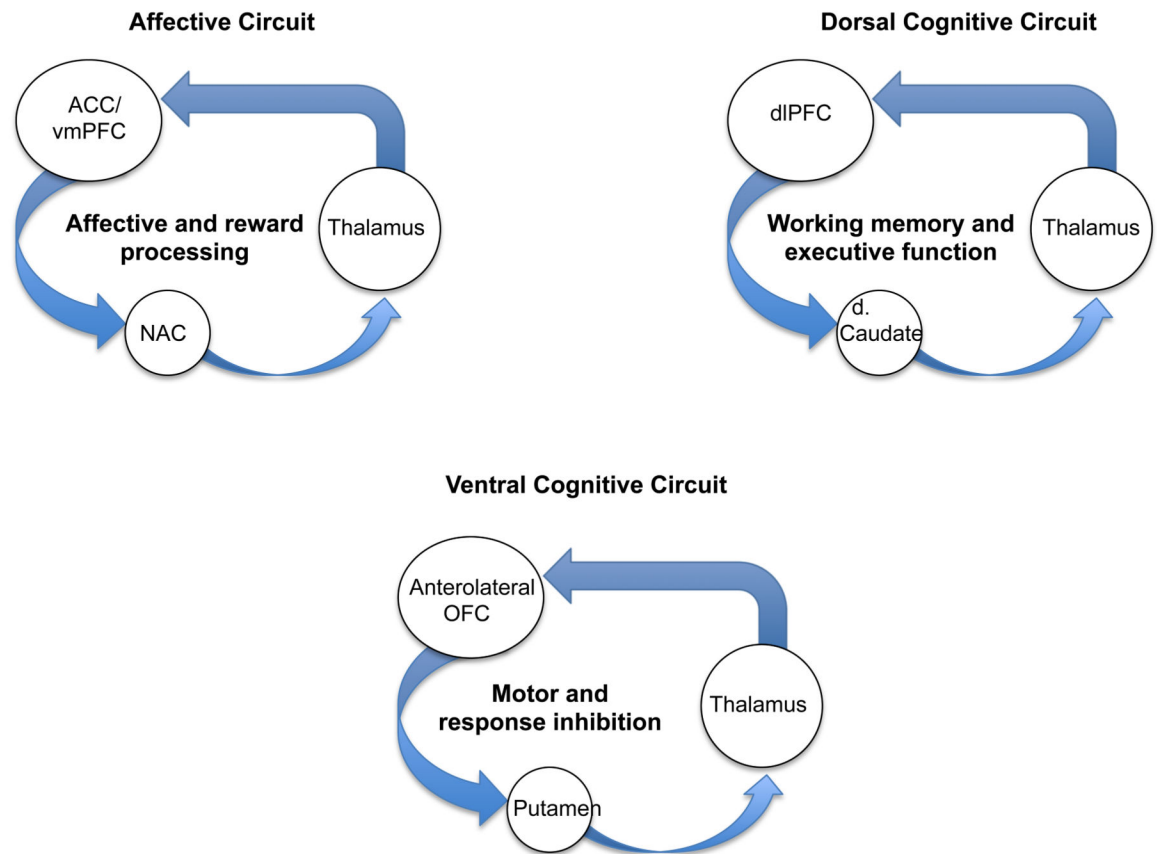 Affective Circuit
ACC/
vmPFC
Affective and reward
processing
Thalamus
NAC
Dorsal Cognitive Circuit
dlPFC
Working memory and
executive function
Thalamus
d.
Caudate
Ventral Cognitive Circuit
Anterolateral
OFC
Motor and
response inhibition
Thalamus
Putamen